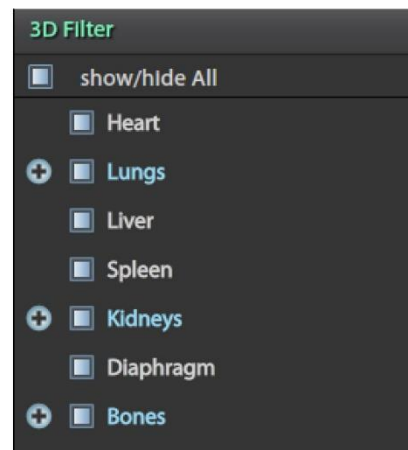 3D Filter
show/hide All
Heart
Lungs
Liver
Spleen
Kidneys
Diaphragm
Bones